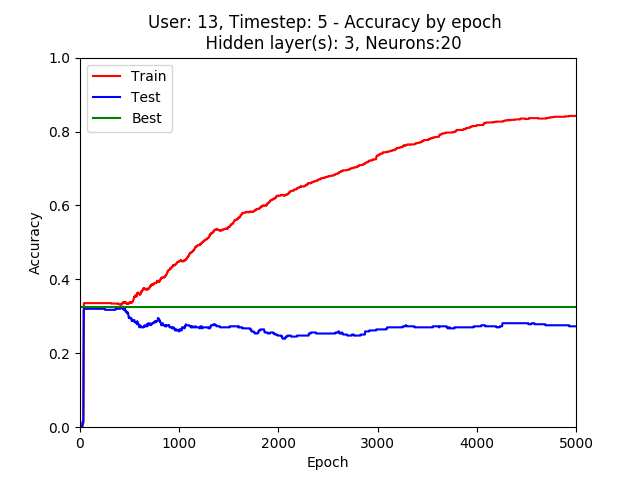 User: 13, Timestep: 5 - Accuracy by epoch
Hidden layer(s): 3, Neurons:20
1.0
Train
Test
Best
0.8
0.6
Accuracy
0.4
0.2
0.0
0 1000 2000 3000 4000 5000
Epoch